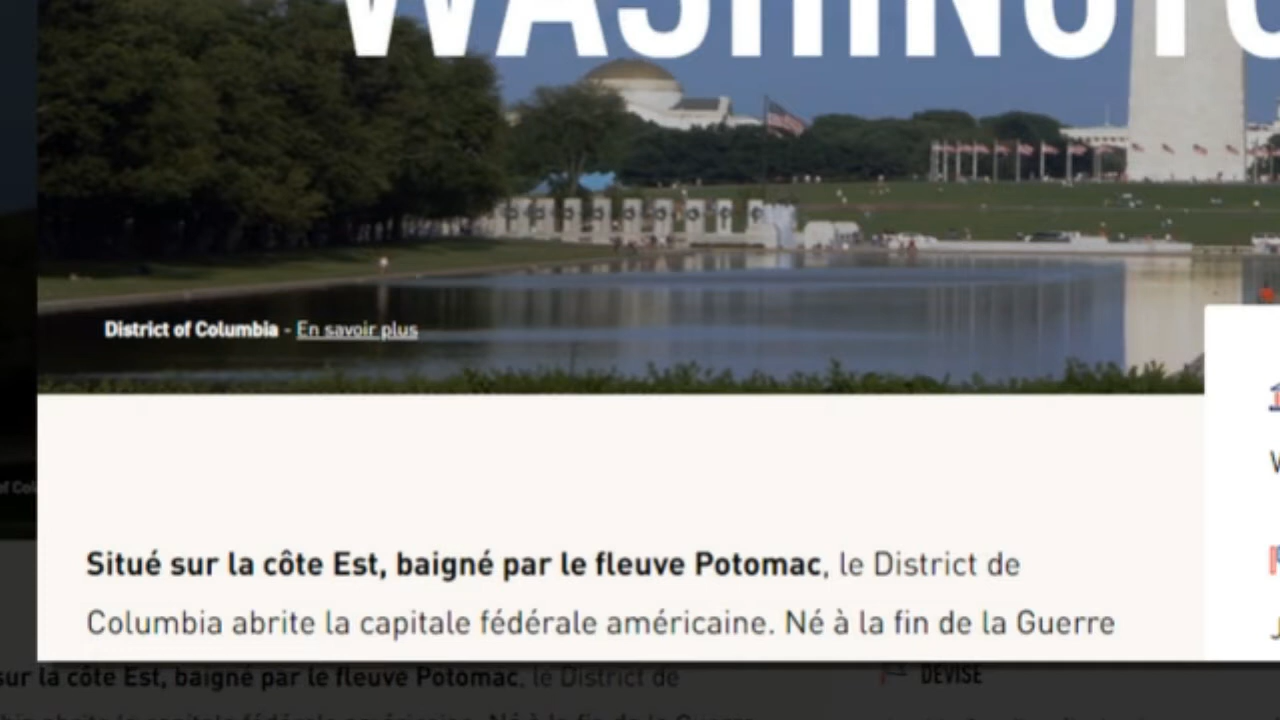 WASHINGTO
District of Columbia - En savoir plus
Situé sur la côte Est, baigné par le fleuve Potomac, le District de
Columbia abrite la capitale fédérale américaine. Né à la fin de la Guerre
sur la côte Est, baigné par le fleuve Potomac, le District de
DEVISE